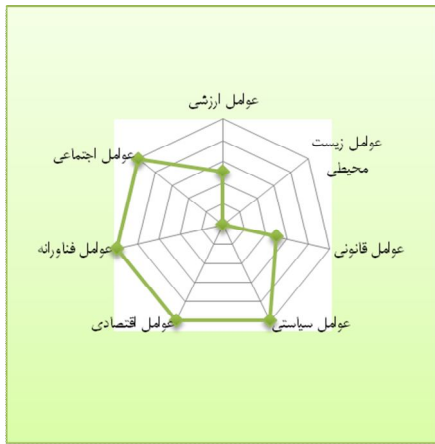 عوامل ارزشی
عوامل زیست
محیطی
عوامل اجتماعی
عوامل قانونی
عوامل فناورانه
عوامل سیاستی
عوامل اقتصادی